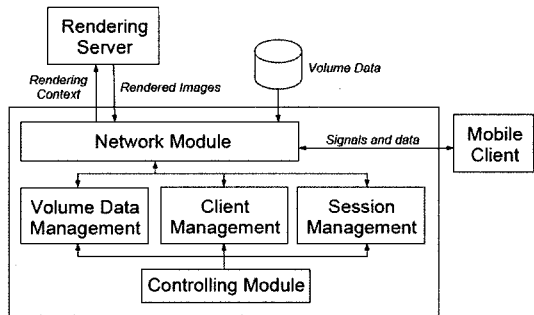 Rendering
Server
Rendering
Context
Rendered Images
Volume Data
Network Module
Signals and data
Mobile
Client
Volume Data
Management
Client
Management
Session
Management
Controlling Module